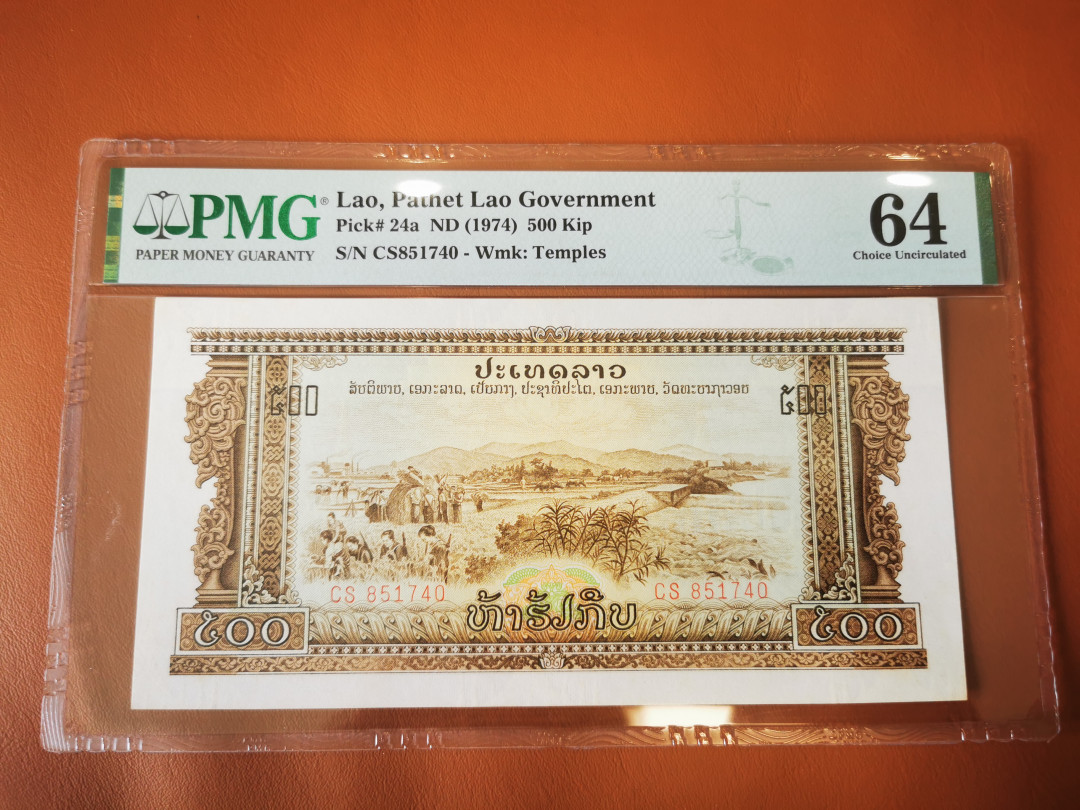 PMG®
PAPER MONEY GUARANTY
Lao, Pathet Lao Government
Pick# 24a ND (1974) 500 Kip
S/N CS851740 - Wmk: Temples
64
Choice Uncirculated
ປະເທດລາວ
໕໐໐ ໕໐໐
CS 851740 CS 851740
ຫ້າຮ້ຽກີບ
໕໐໐ ໕໐໐